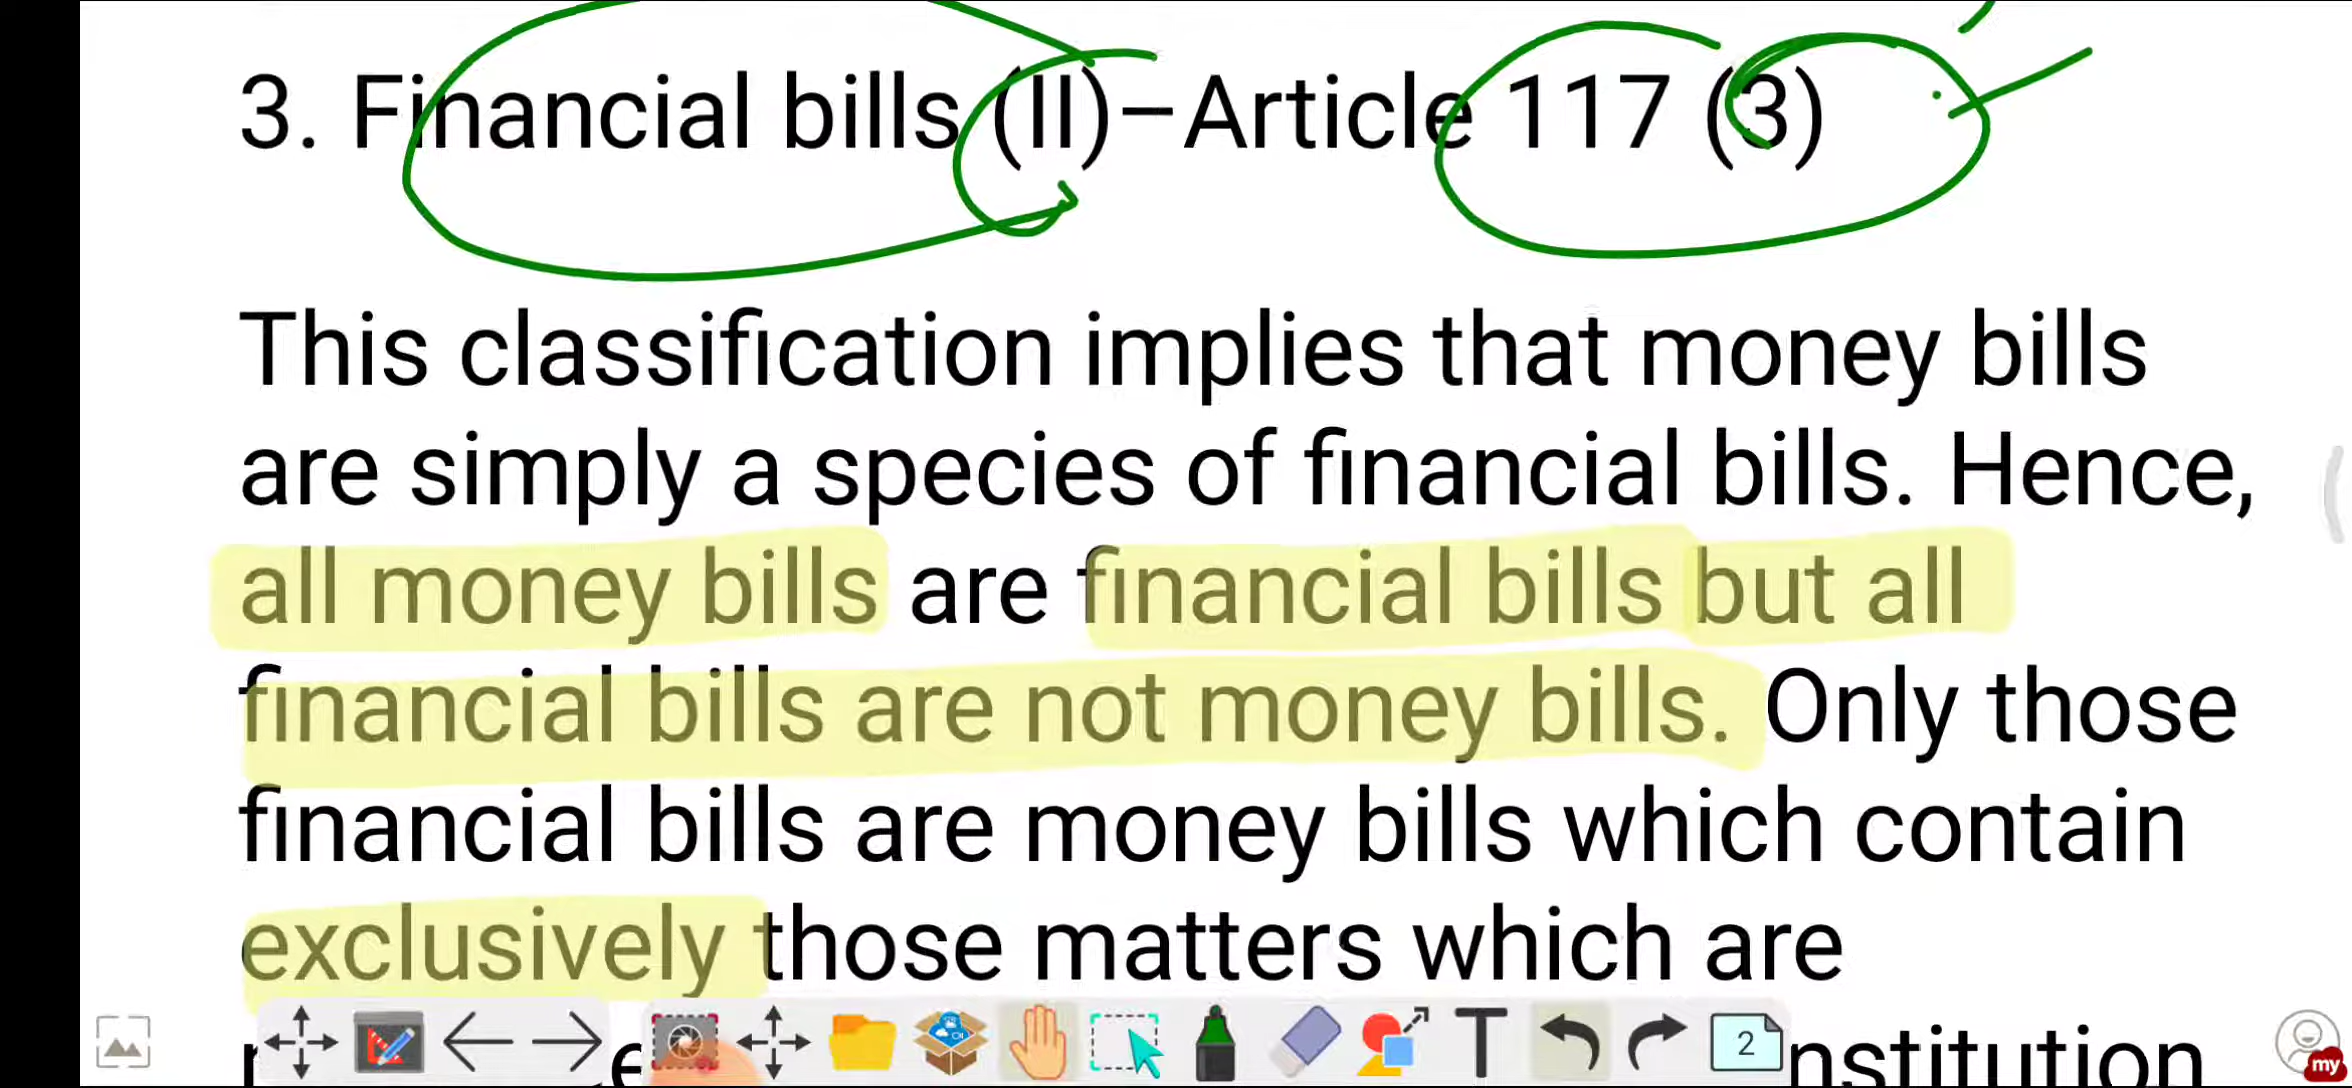 3. Financial bills (II)–Article 117 (3)
This classification implies that money bills
are simply a species of financial bills. Hence,
all money bills are financial bills but all
financial bills are not money bills. Only those
financial bills are money bills which contain
exclusively those matters which are
nstitution
T
2
my